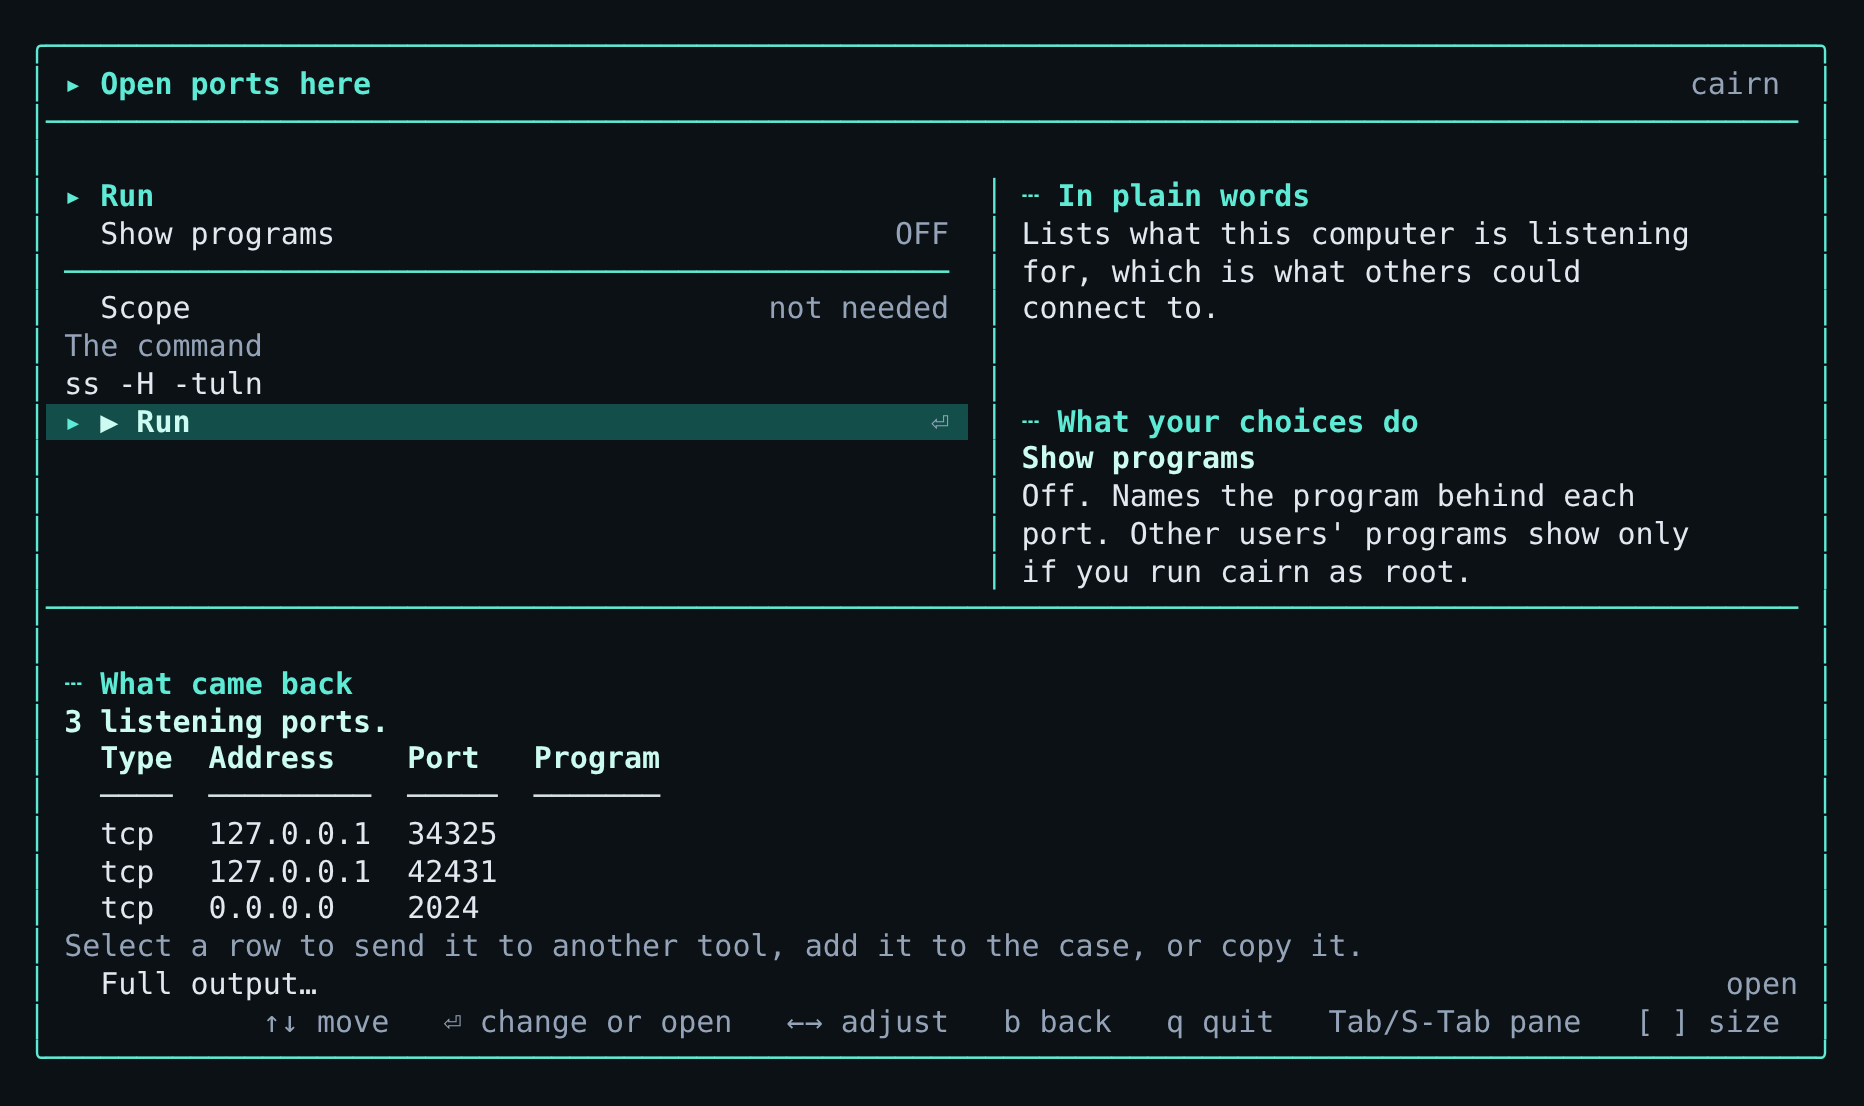 ▸ Open ports here cairn
▸ Run
Show programs OFF
Scope not needed
The command
ss -H -tuln
▸ ▶ Run ⏎
┄ In plain words
Lists what this computer is listening
for, which is what others could
connect to.
┄ What your choices do
Show programs
Off. Names the program behind each
port. Other users' programs show only
if you run cairn as root.
┄ What came back
3 listening ports.
Type Address Port Program
tcp 127.0.0.1 34325
tcp 127.0.0.1 42431
tcp 0.0.0.0 2024
Select a row to send it to another tool, add it to the case, or copy it.
Full output… open
↑↓ move ⏎ change or open ←→ adjust b back q quit Tab/S-Tab pane [ ] size